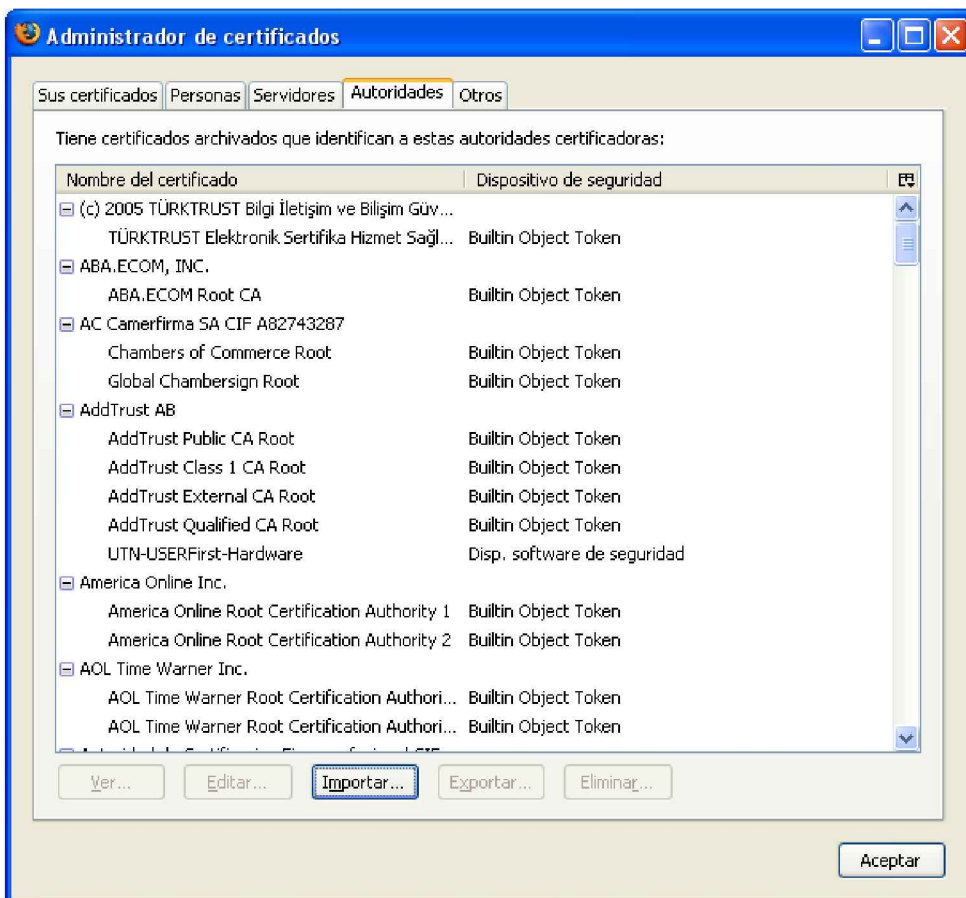 Administrador de certificados
Sus certificados Personas Servidores Autoridades Otros
Tiene certificados archivados que identifican a estas autoridades certificadoras:
Nombre del certificado Dispositivo de seguridad
(c) 2005 TÜRKTRUST Bilgi İletişim ve Bilişim Güv...
TÜRKTRUST Elektronik Sertifika Hizmet Sağl... Builtin Object Token
ABA.ECOM, INC.
ABA.ECOM Root CA Builtin Object Token
AC Camerfirma SA CIF A82743287
Chambers of Commerce Root Builtin Object Token
Global Chambersign Root Builtin Object Token
AddTrust AB
AddTrust Public CA Root Builtin Object Token
AddTrust Class 1 CA Root Builtin Object Token
AddTrust External CA Root Builtin Object Token
AddTrust Qualified CA Root Builtin Object Token
UTN-USERFirst-Hardware Disp. software de seguridad
America Online Inc.
America Online Root Certification Authority 1 Builtin Object Token
America Online Root Certification Authority 2 Builtin Object Token
AOL Time Warner Inc.
AOL Time Warner Root Certification Authori... Builtin Object Token
AOL Time Warner Root Certification Authori... Builtin Object Token
Ver... Editar... Importar... Exportar... Eliminar...
Aceptar